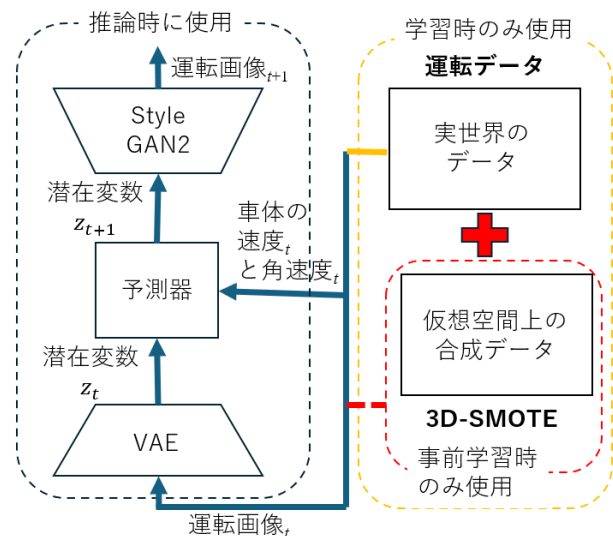 推論時に使用
運転画像t+1
Style
GAN2
潜在変数
zt+1
予測器
潜在変数
zt
VAE
運転画像t
車体の
速度t
と角速度t
学習時のみ使用
運転データ
実世界の
データ
仮想空間上の
合成データ
3D-SMOTE
事前学習時
のみ使用